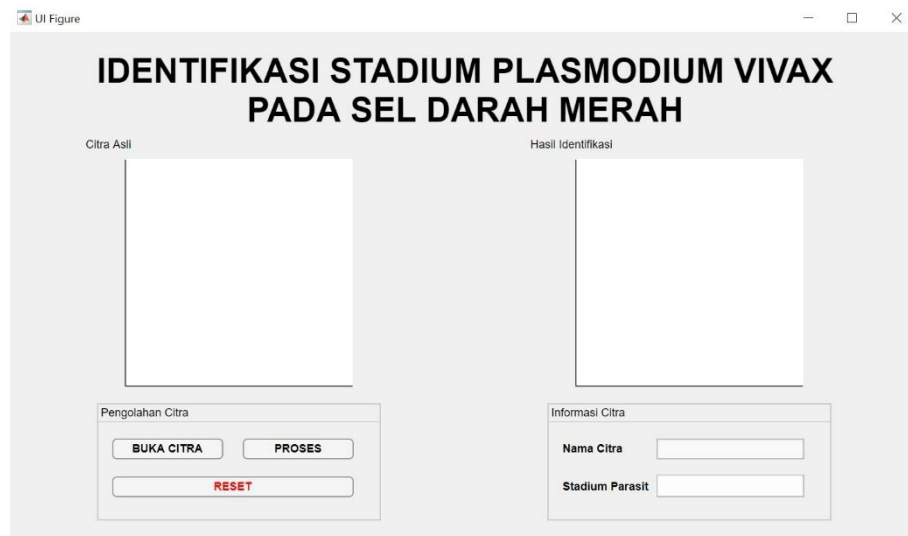 UI Figure
IDENTIFIKASI STADIUM PLASMODIUM VIVAX
PADA SEL DARAH MERAH
Citra Asli
Hasil Identifikasi
Pengolahan Citra
BUKA CITRA
PROSES
RESET
Informasi Citra
Nama Citra
Stadium Parasit